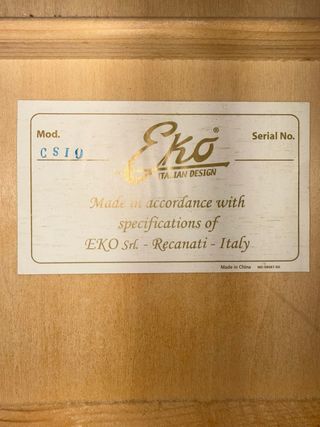 Mod.
Serial No.
CS10
Eko®
ITALIAN DESIGN
Made in accordance with
specifications of
EKO Srl. - Recanati - Italy
Made in China